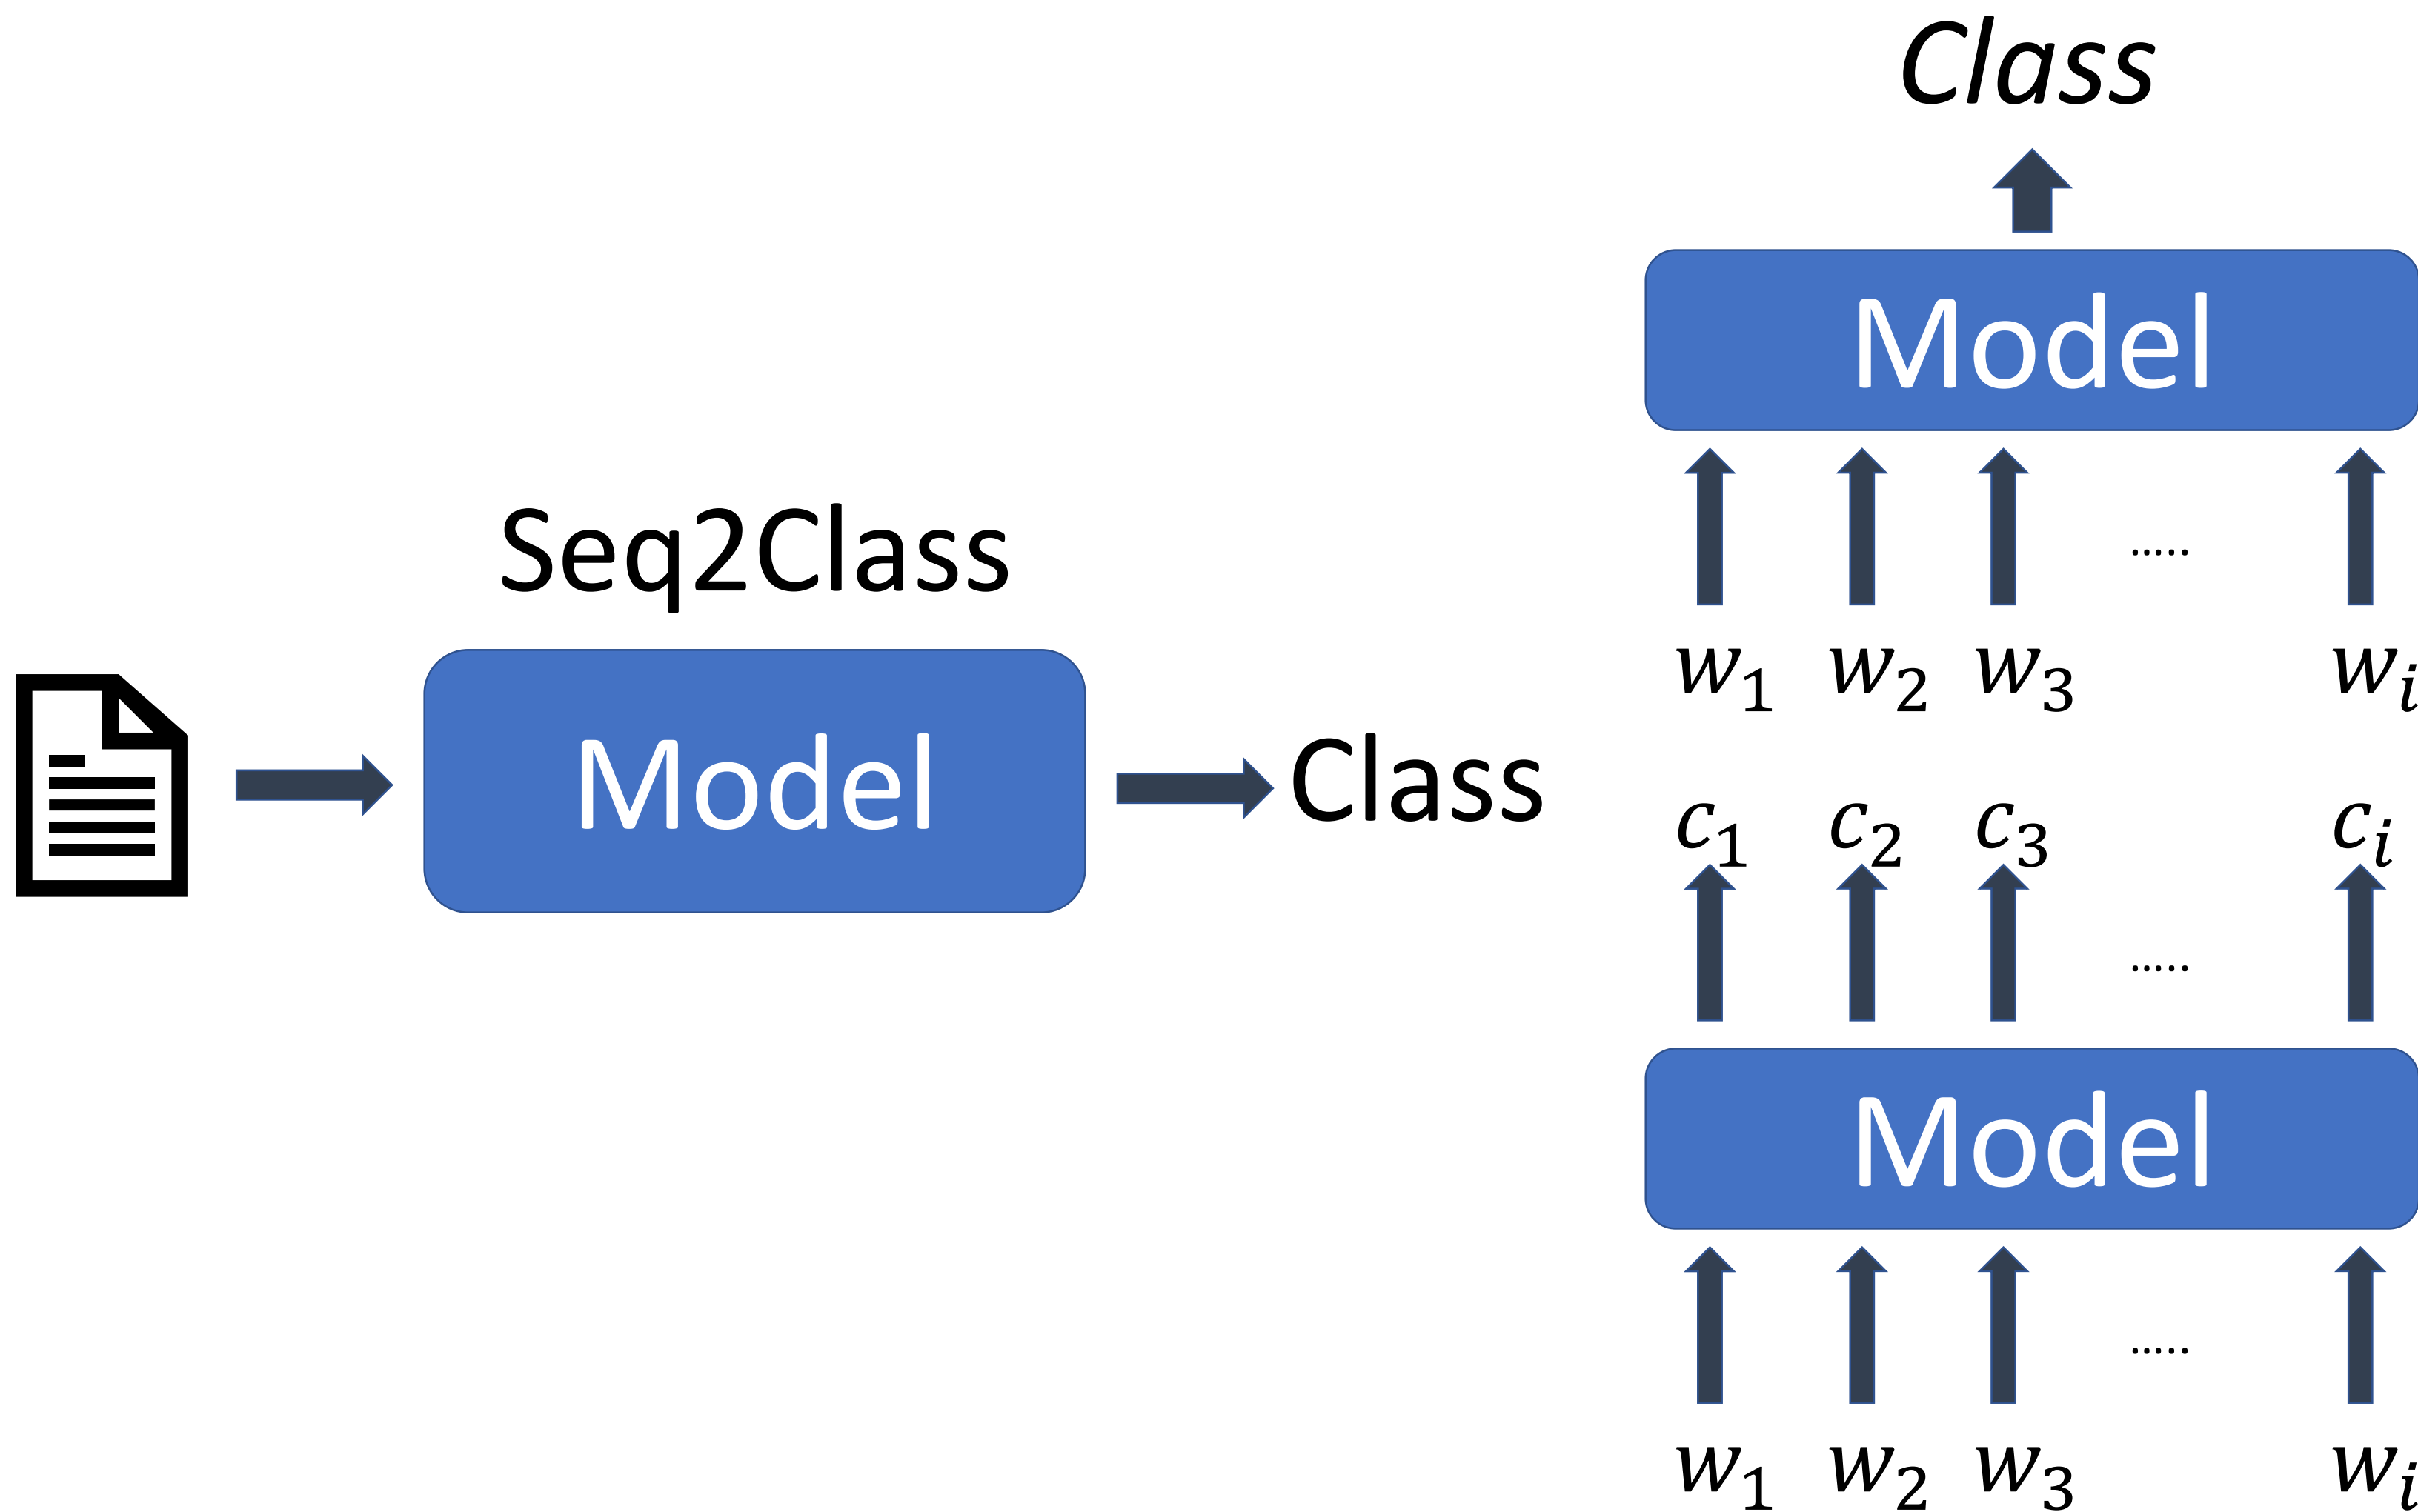 Class
Model
.....
w₁ w₂ w₃ wᵢ
Seq2Class
Model
Class
c₁ c₂ c₃ cᵢ
.....
Model
.....
w₁ w₂ w₃ wᵢ